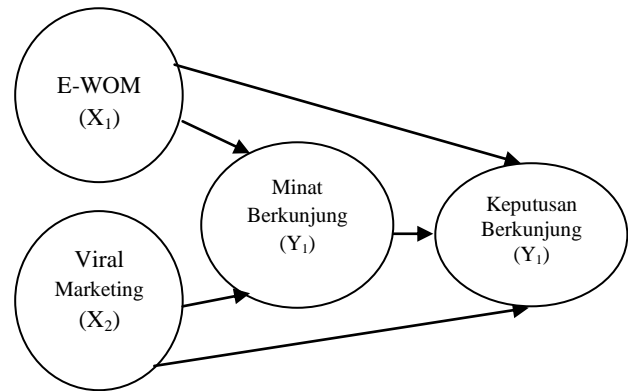 E-WOM
(X₁)
Minat
Berkunjung
(Y₁)
Keputusan
Berkunjung
(Y₁)
Viral
Marketing
(X₂)